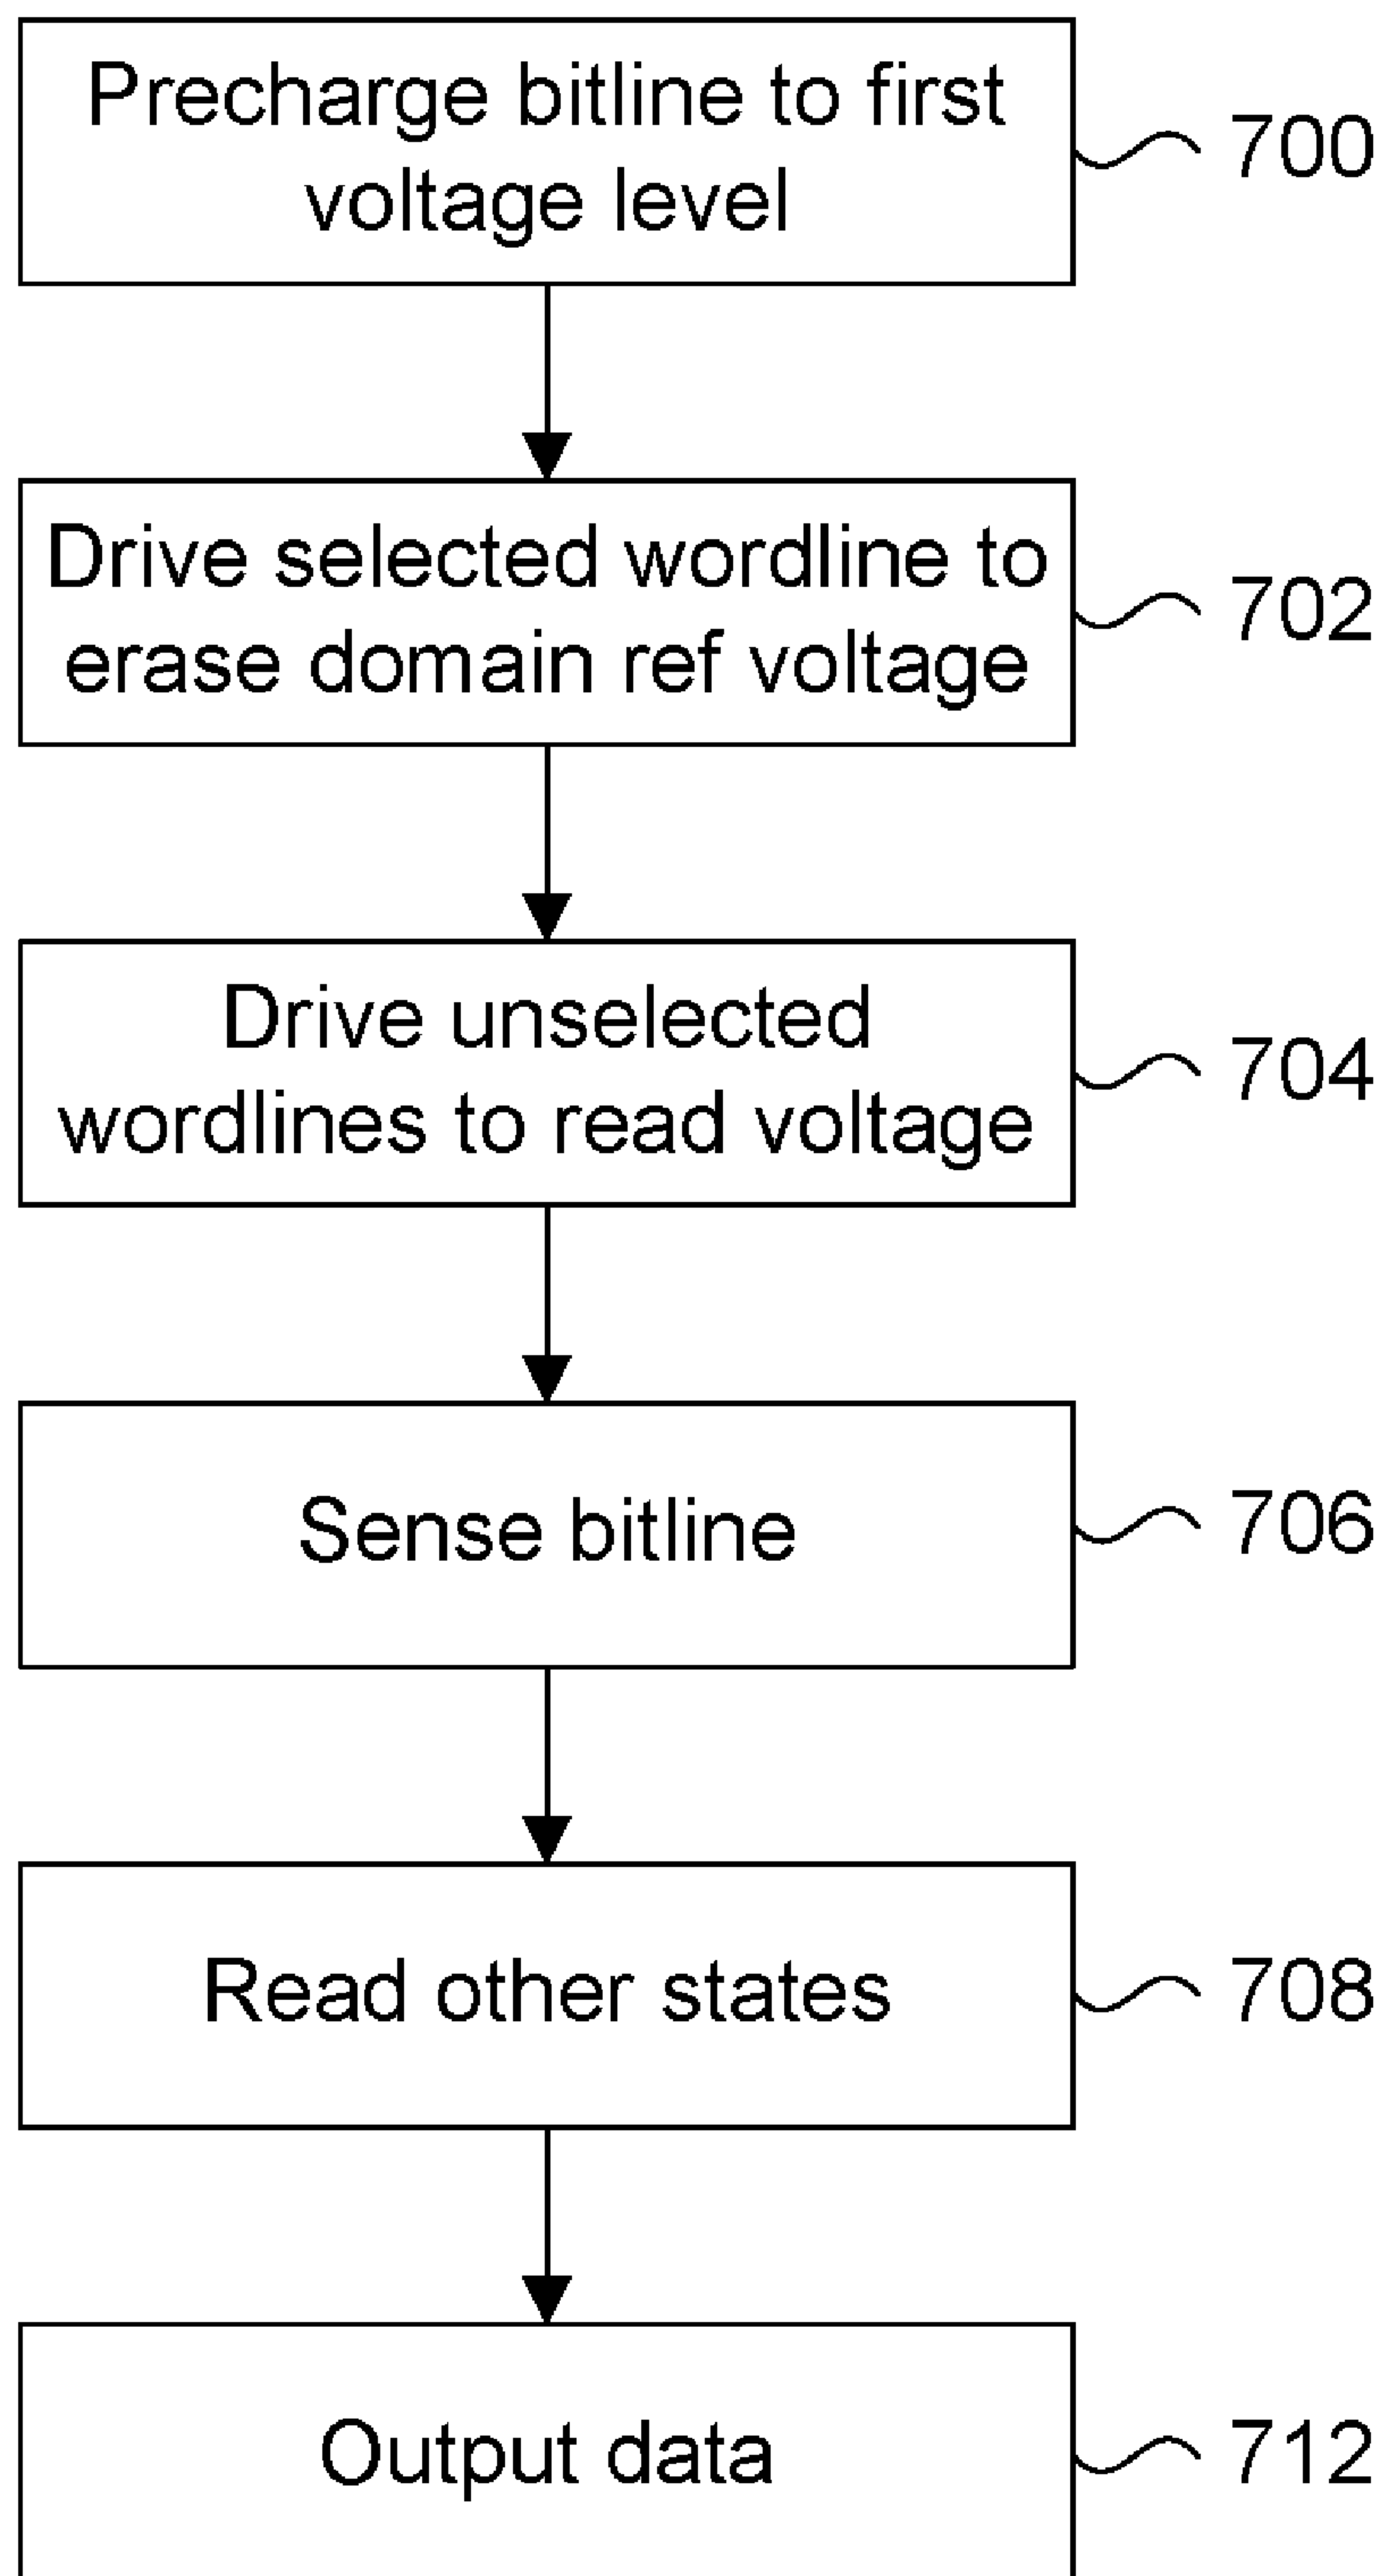 Precharge bitline to first
voltage level
700
Drive selected wordline to
erase domain ref voltage
702
Drive unselected
wordlines to read voltage
704
Sense bitline
706
Read other states
708
Output data
712